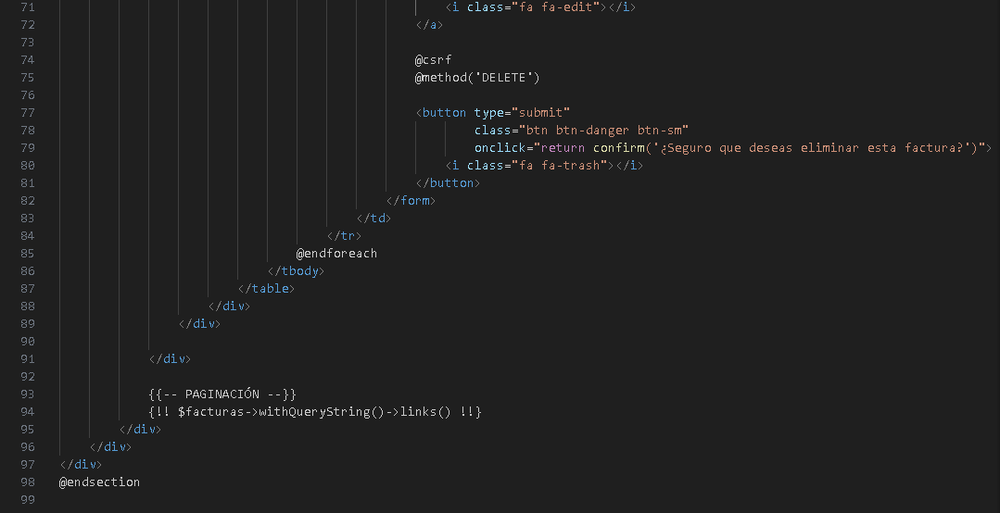 71 <i class="fa fa-edit"></i>
72 </a>
73
74 @csrf
75 @method('DELETE')
76
77 <button type="submit"
78 class="btn btn-danger btn-sm"
79 onclick="return confirm('¿Seguro que deseas eliminar esta factura?')">
80 <i class="fa fa-trash"></i>
81 </button>
82 </form>
83 </td>
84 </tr>
85 @endforeach
86 </tbody>
87 </table>
88 </div>
89 </div>
90
91 </div>
92
93 {{-- PAGINACIÓN --}}
94 {!! $facturas->withQueryString()->links() !!}
95 </div>
96 </div>
97 </div>
98 @endsection
99